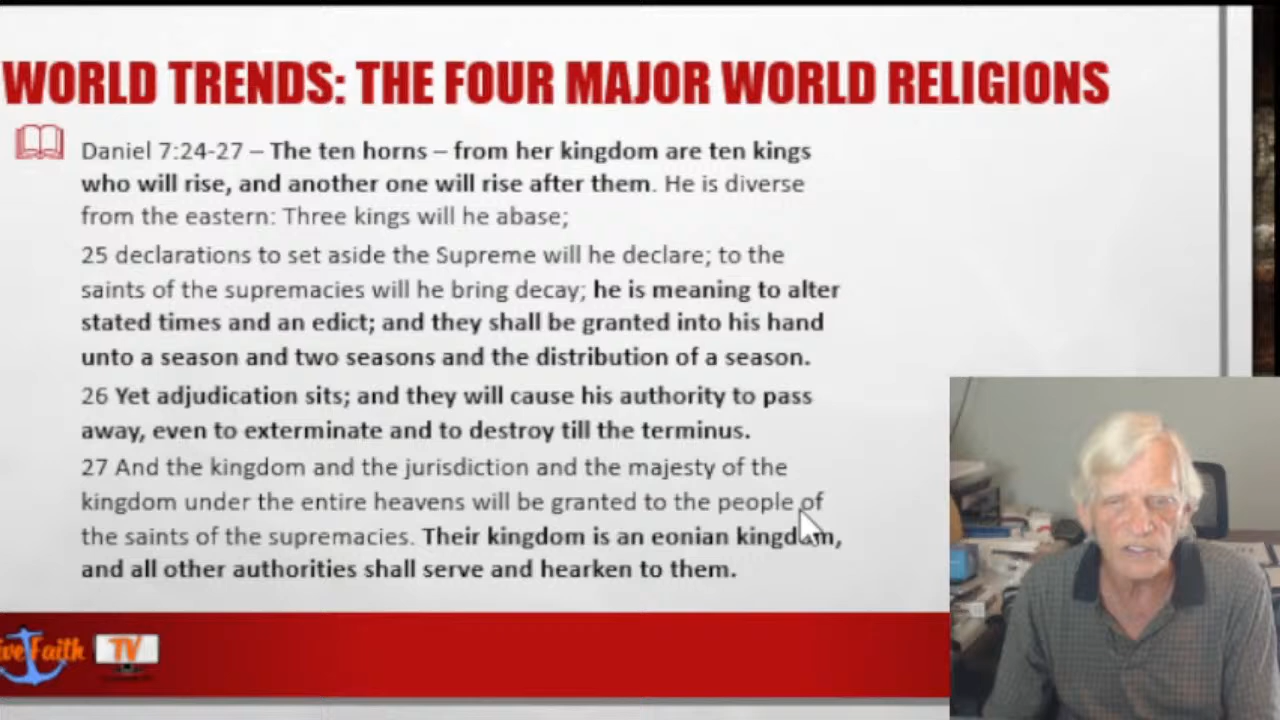 WORLD TRENDS: THE FOUR MAJOR WORLD RELIGIONS
Daniel 7:24-27 – The ten horns – from her kingdom are ten kings
who will rise, and another one will rise after them. He is diverse
from the eastern: Three kings will he abase;
25 declarations to set aside the Supreme will he declare; to the
saints of the supremacies will he bring decay; he is meaning to alter
stated times and an edict; and they shall be granted into his hand
unto a season and two seasons and the distribution of a season.
26 Yet adjudication sits; and they will cause his authority to pass
away, even to exterminate and to destroy till the terminus.
27 And the kingdom and the jurisdiction and the majesty of the
kingdom under the entire heavens will be granted to the people of
the saints of the supremacies. Their kingdom is an eonian kingdom,
and all other authorities shall serve and hearken to them.
ive Faith TV